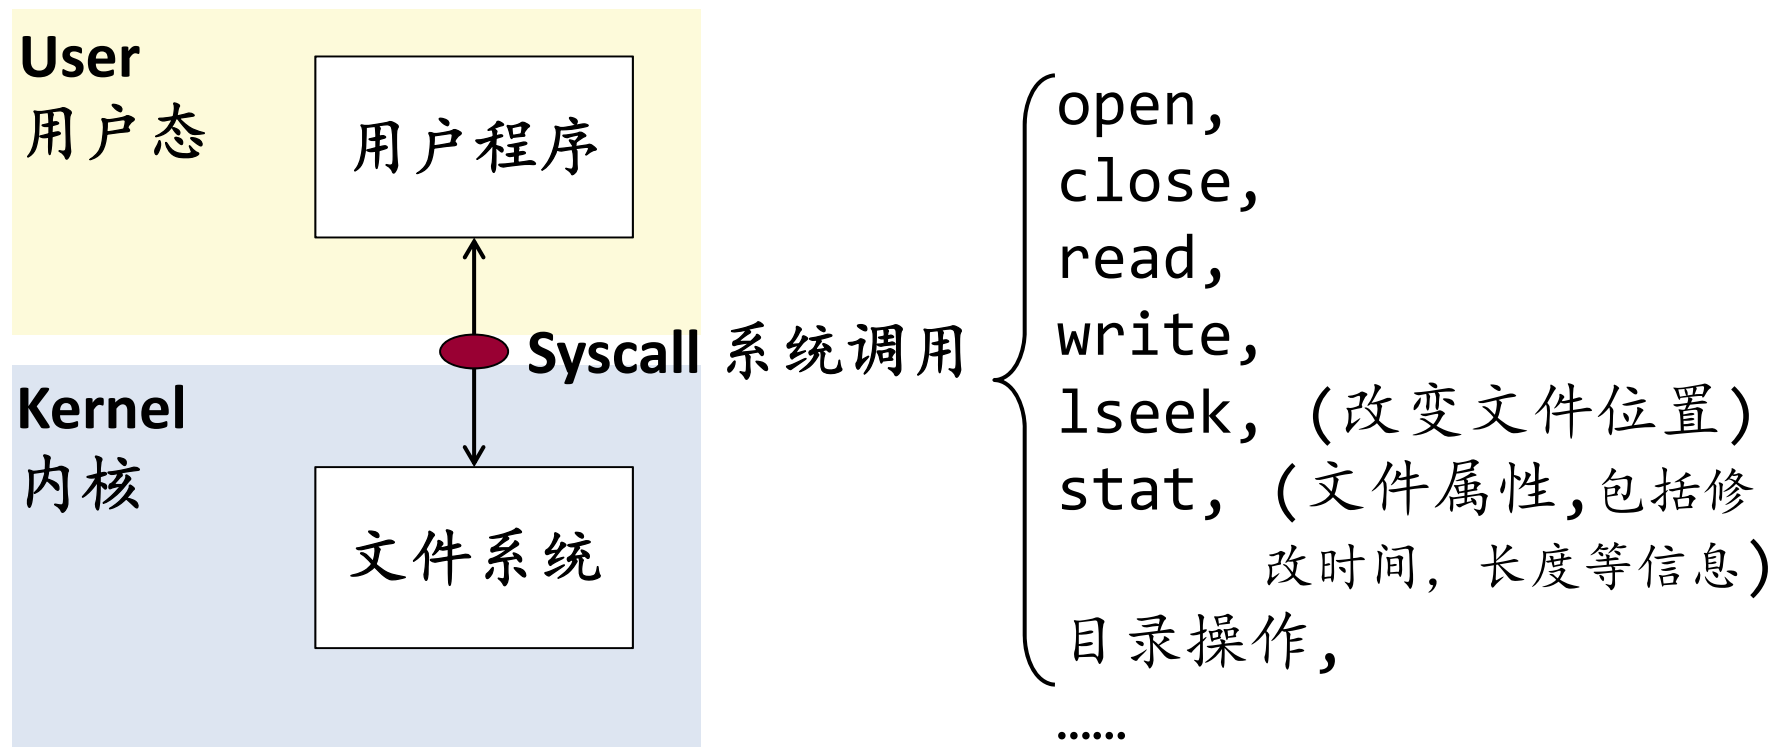 User
用户态
用户程序
Syscall 系统调用
Kernel
内核
文件系统
open,
close,
read,
write,
lseek, (改变文件位置)
stat, (文件属性,包括修
改时间, 长度等信息)
目录操作,
……